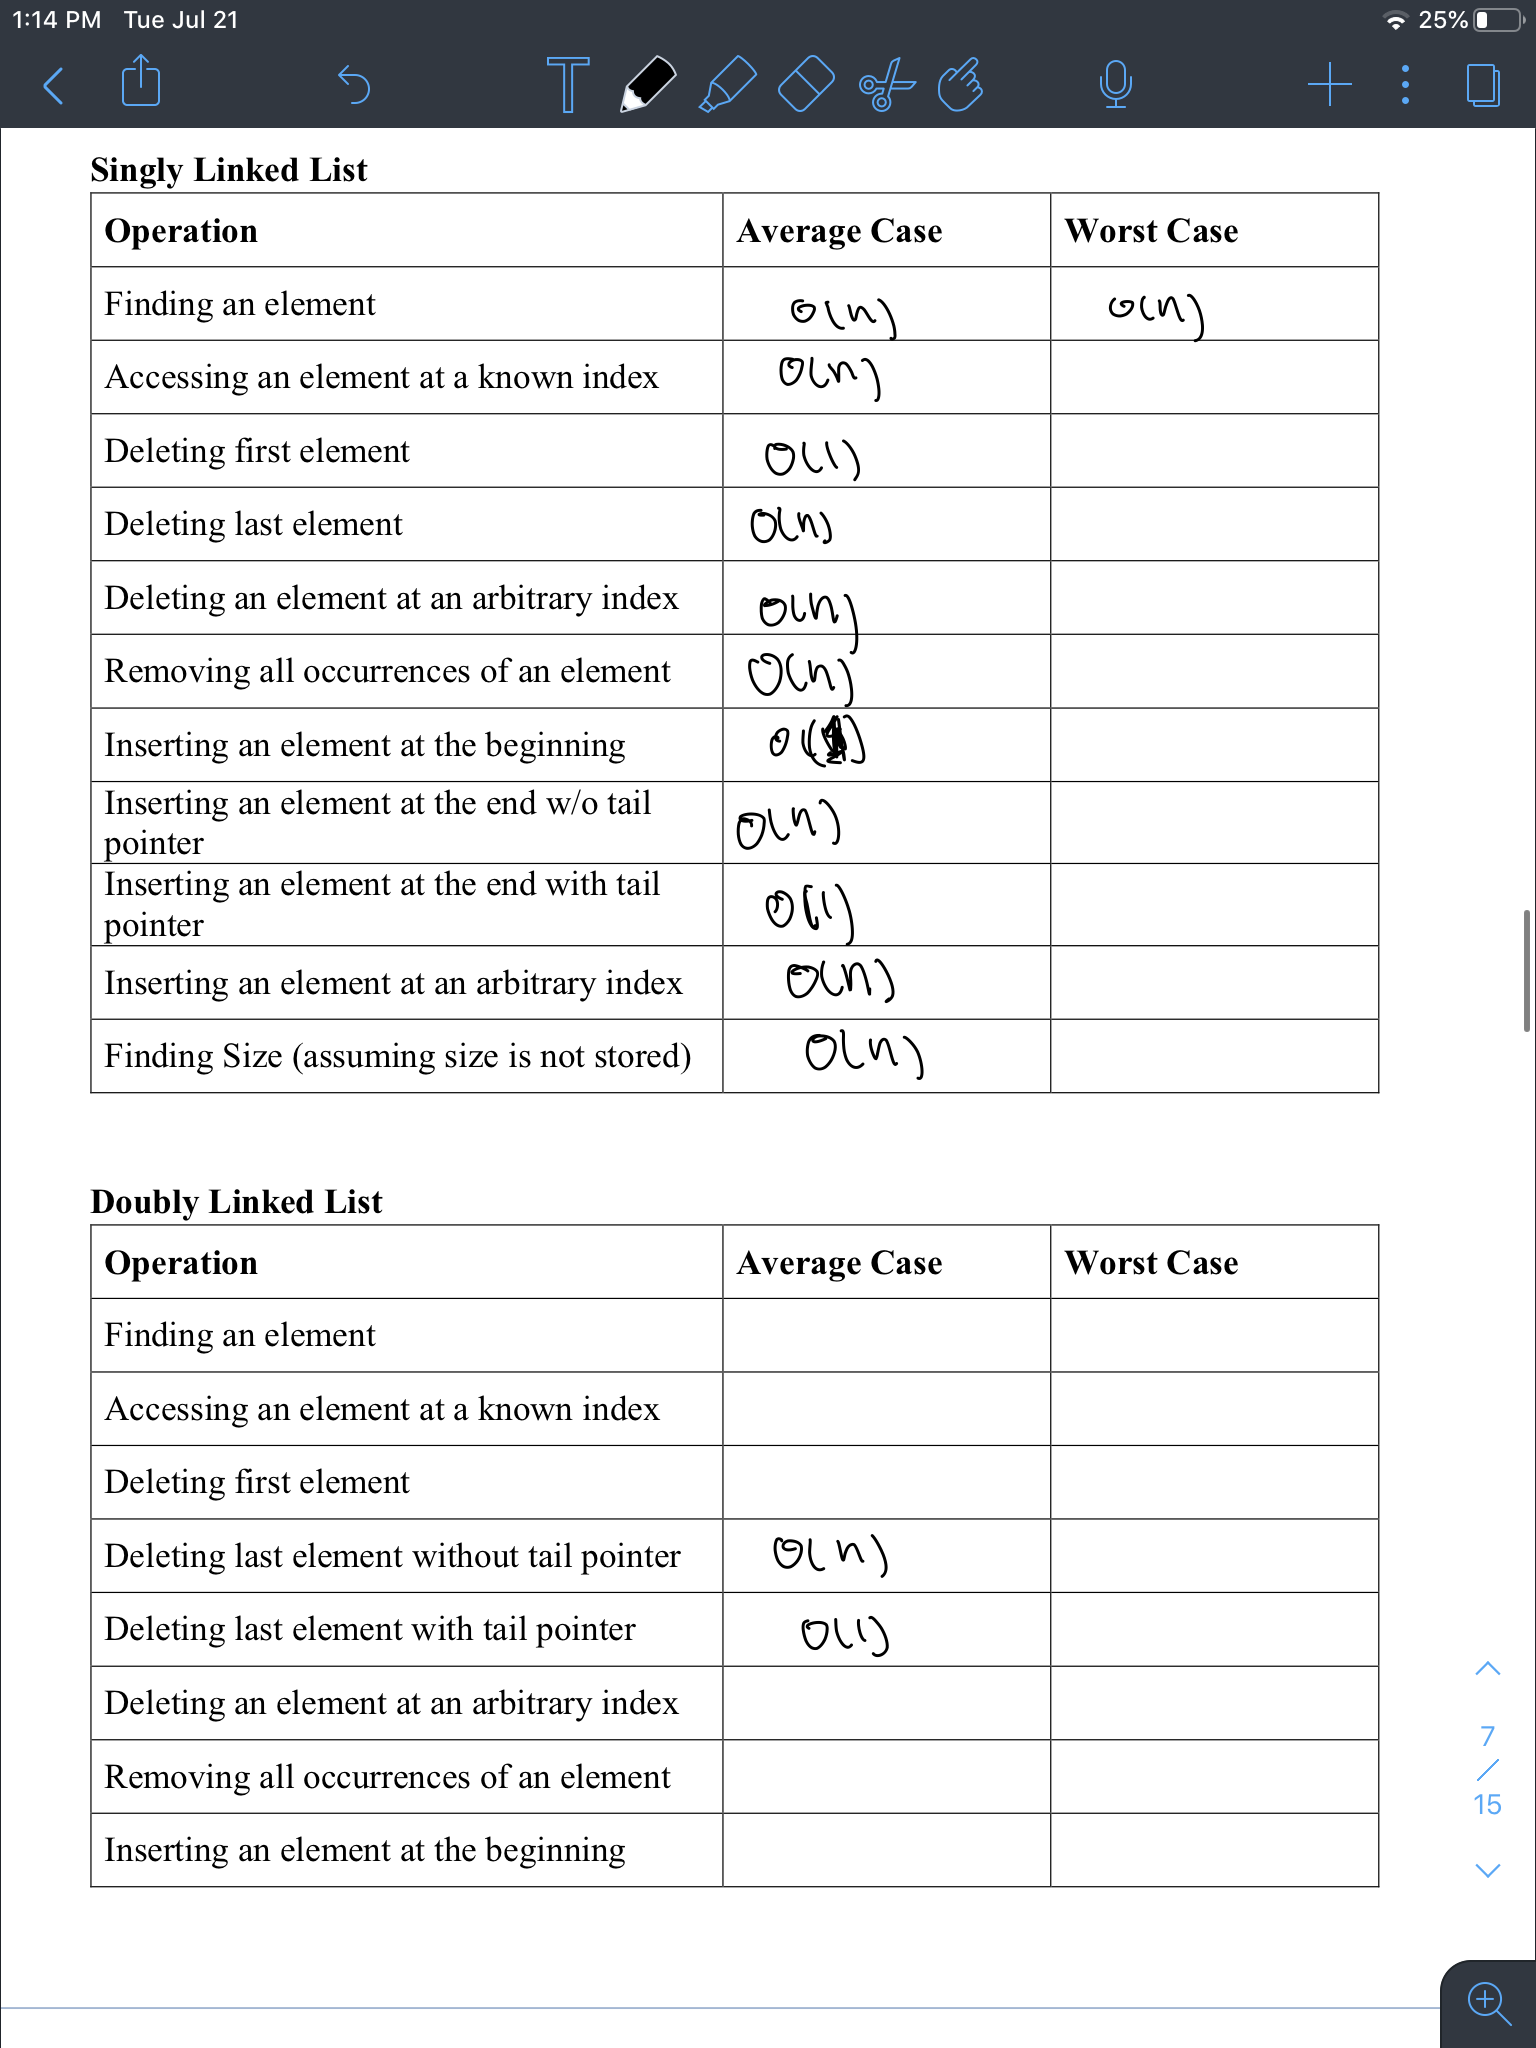 1:14 PM Tue Jul 21 25%
Singly Linked List
Operation Average Case Worst Case
Finding an element O(n) O(n)
Accessing an element at a known index O(n)
Deleting first element O(1)
Deleting last element O(n)
Deleting an element at an arbitrary index O(n)
Removing all occurrences of an element O(n)
Inserting an element at the beginning O(1)
Inserting an element at the end w/o tail
pointer O(n)
Inserting an element at the end with tail
pointer O(1)
Inserting an element at an arbitrary index O(n)
Finding Size (assuming size is not stored) O(n)
Doubly Linked List
Operation Average Case Worst Case
Finding an element
Accessing an element at a known index
Deleting first element
Deleting last element without tail pointer O(n)
Deleting last element with tail pointer O(1)
Deleting an element at an arbitrary index
7
/
15
Removing all occurrences of an element
Inserting an element at the beginning